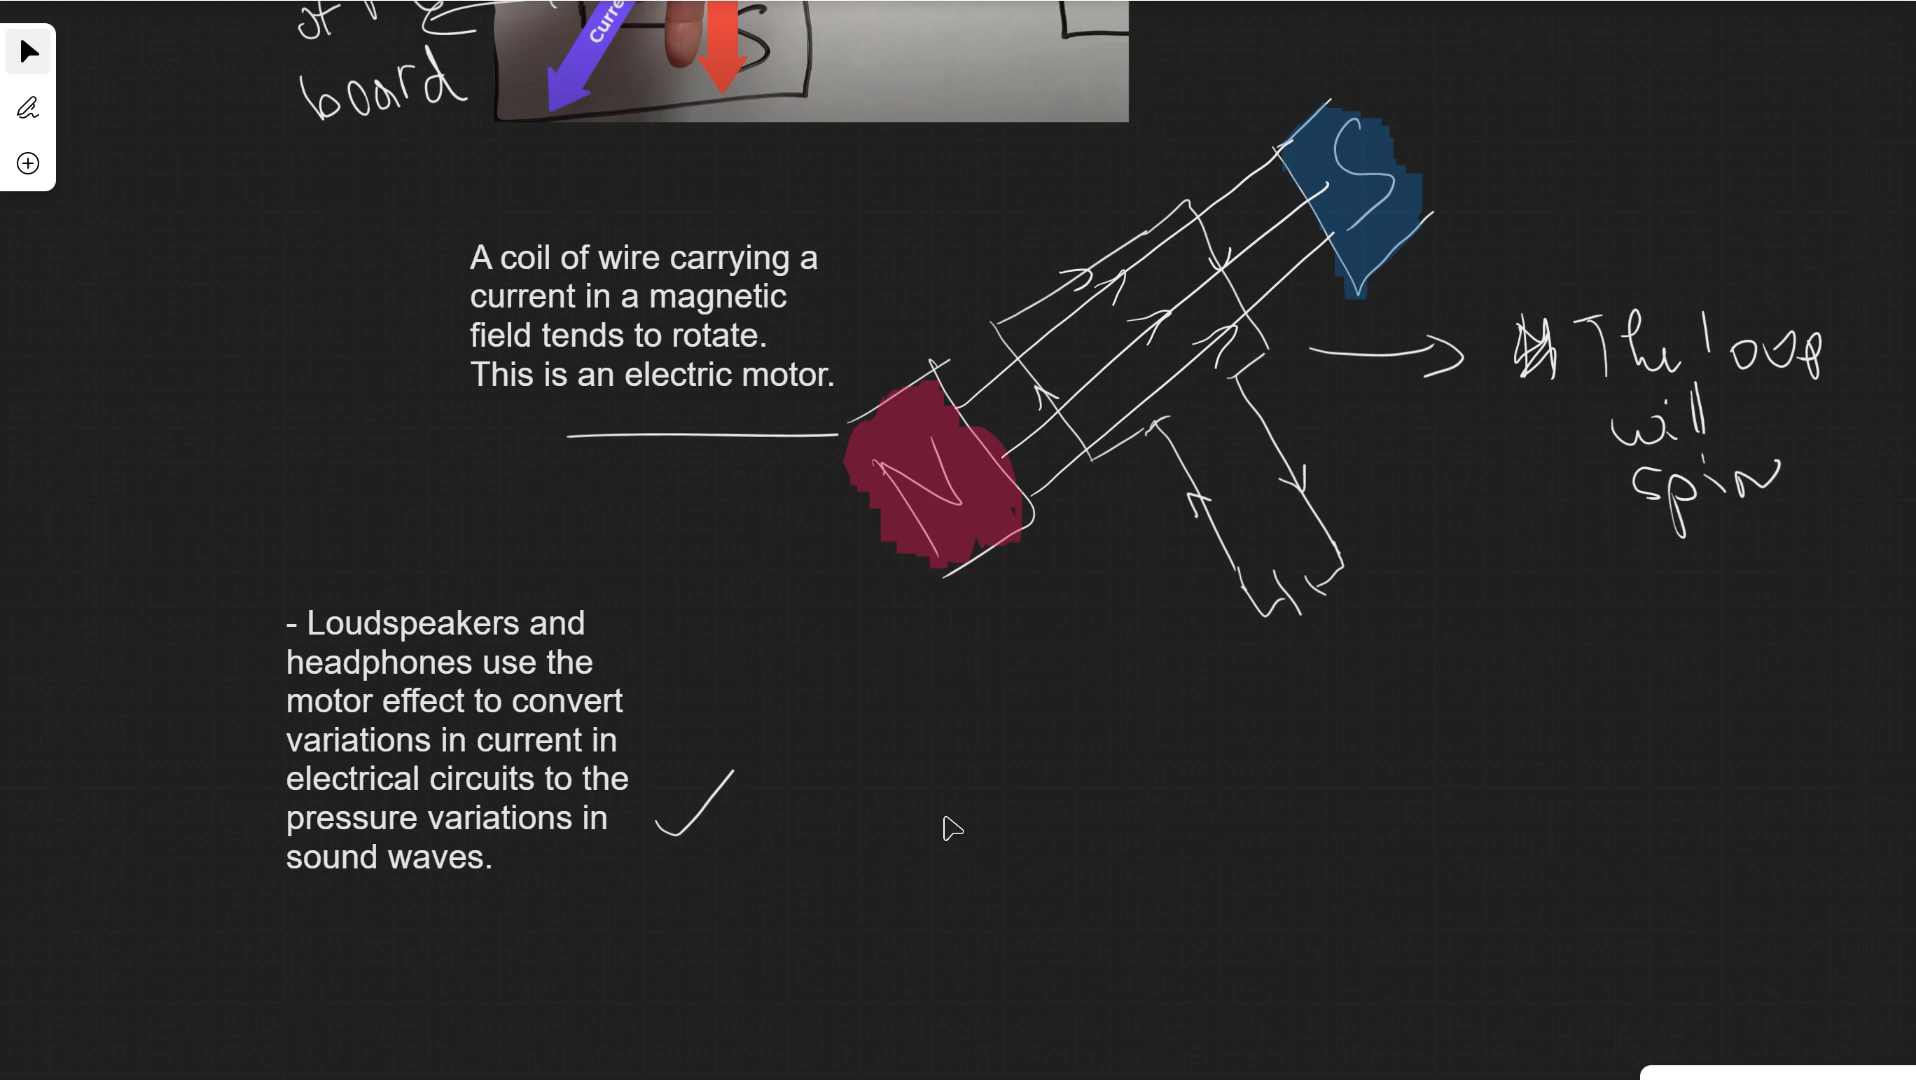 of
board
Curre
S
S
A coil of wire carrying a
current in a magnetic
field tends to rotate.
This is an electric motor.
N
The loop
will
spin
- Loudspeakers and
headphones use the
motor effect to convert
variations in current in
electrical circuits to the
pressure variations in
sound waves.